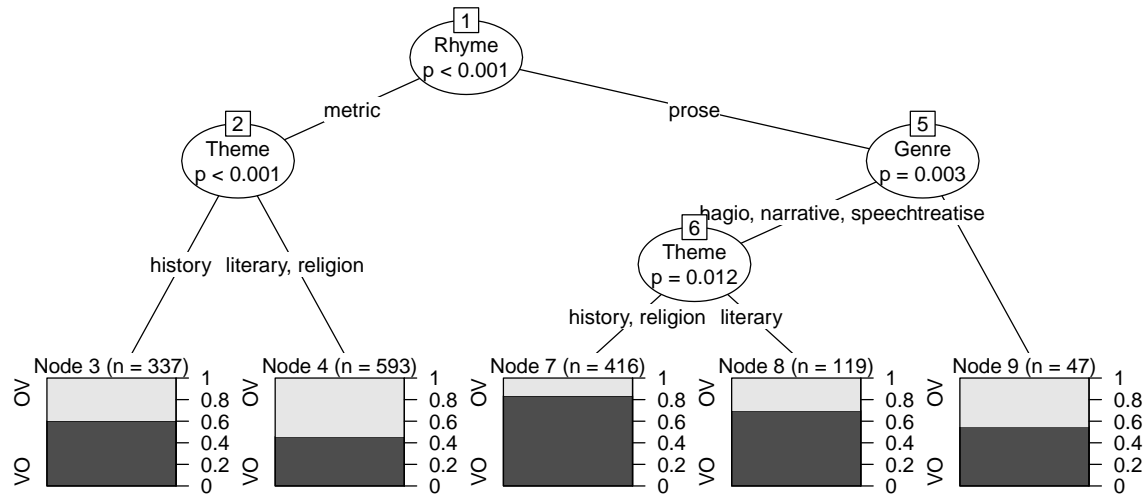 1
Rhyme
p < 0.001
metric
prose
2
Theme
p < 0.001
5
Genre
p = 0.003
hagio, narrative, speech
treatise
6
Theme
p = 0.012
history
literary, religion
history, religion
literary
Node 3 (n = 337)
VO
OV
0
0.2
0.4
0.6
0.8
1
Node 4 (n = 593)
VO
OV
0
0.2
0.4
0.6
0.8
1
Node 7 (n = 416)
VO
OV
0
0.2
0.4
0.6
0.8
1
Node 8 (n = 119)
VO
OV
0
0.2
0.4
0.6
0.8
1
Node 9 (n = 47)
VO
OV
0
0.2
0.4
0.6
0.8
1